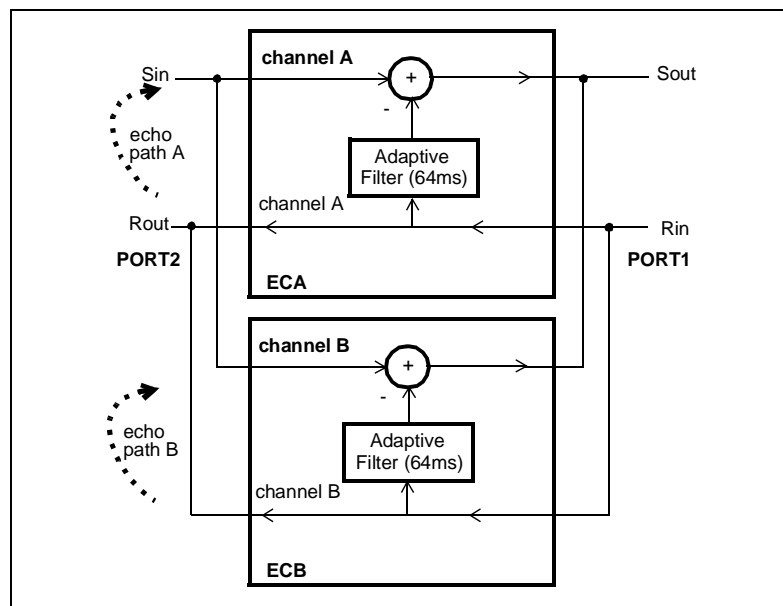 channel A
Sin
+
Sout
-
echo
path A
Adaptive
Filter (64ms)
channel A
Rout
Rin
PORT2
PORT1
ECA
channel B
+
-
echo
path B
Adaptive
Filter (64ms)
channel B
ECB